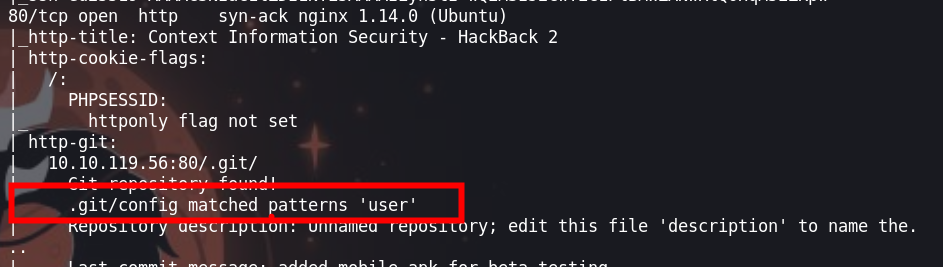 80/tcp open  http    syn-ack nginx 1.14.0 (Ubuntu)
|_http-title: Context Information Security - HackBack 2
| http-cookie-flags:
|   /:
|     PHPSESSID:
|_      httponly flag not set
| http-git:
|   10.10.119.56:80/.git/
|     Git repository found!
|     .git/config matched patterns 'user'
|     Repository description: Unnamed repository; edit this file 'description' to name the.
..
|     Last commit message: added mobile apk for beta testing